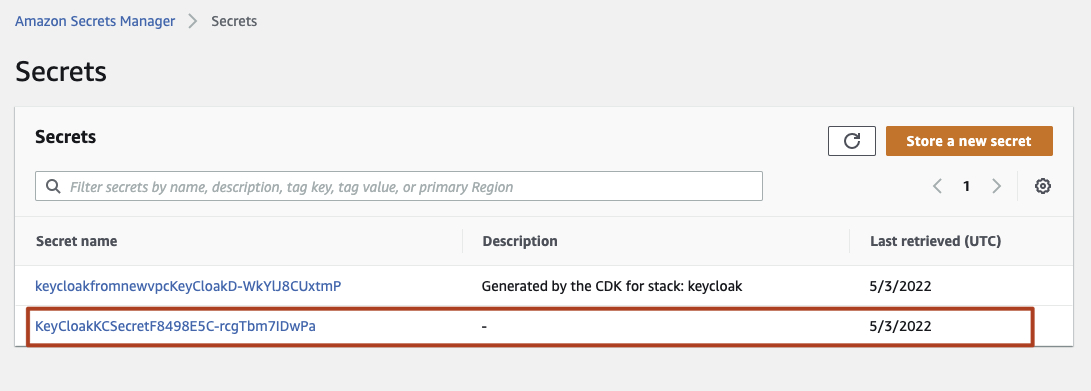 Amazon Secrets Manager > Secrets
Secrets
Secrets
Store a new secret
Filter secrets by name, description, tag key, tag value, or primary Region
1
Secret name Description Last retrieved (UTC)
keycloakfromnewvpcKeyCloakD-WkYlJ8CUxtmP Generated by the CDK for stack: keycloak 5/3/2022
KeyCloakKCSecretF8498E5C-rcgTbm7IDwPa - 5/3/2022